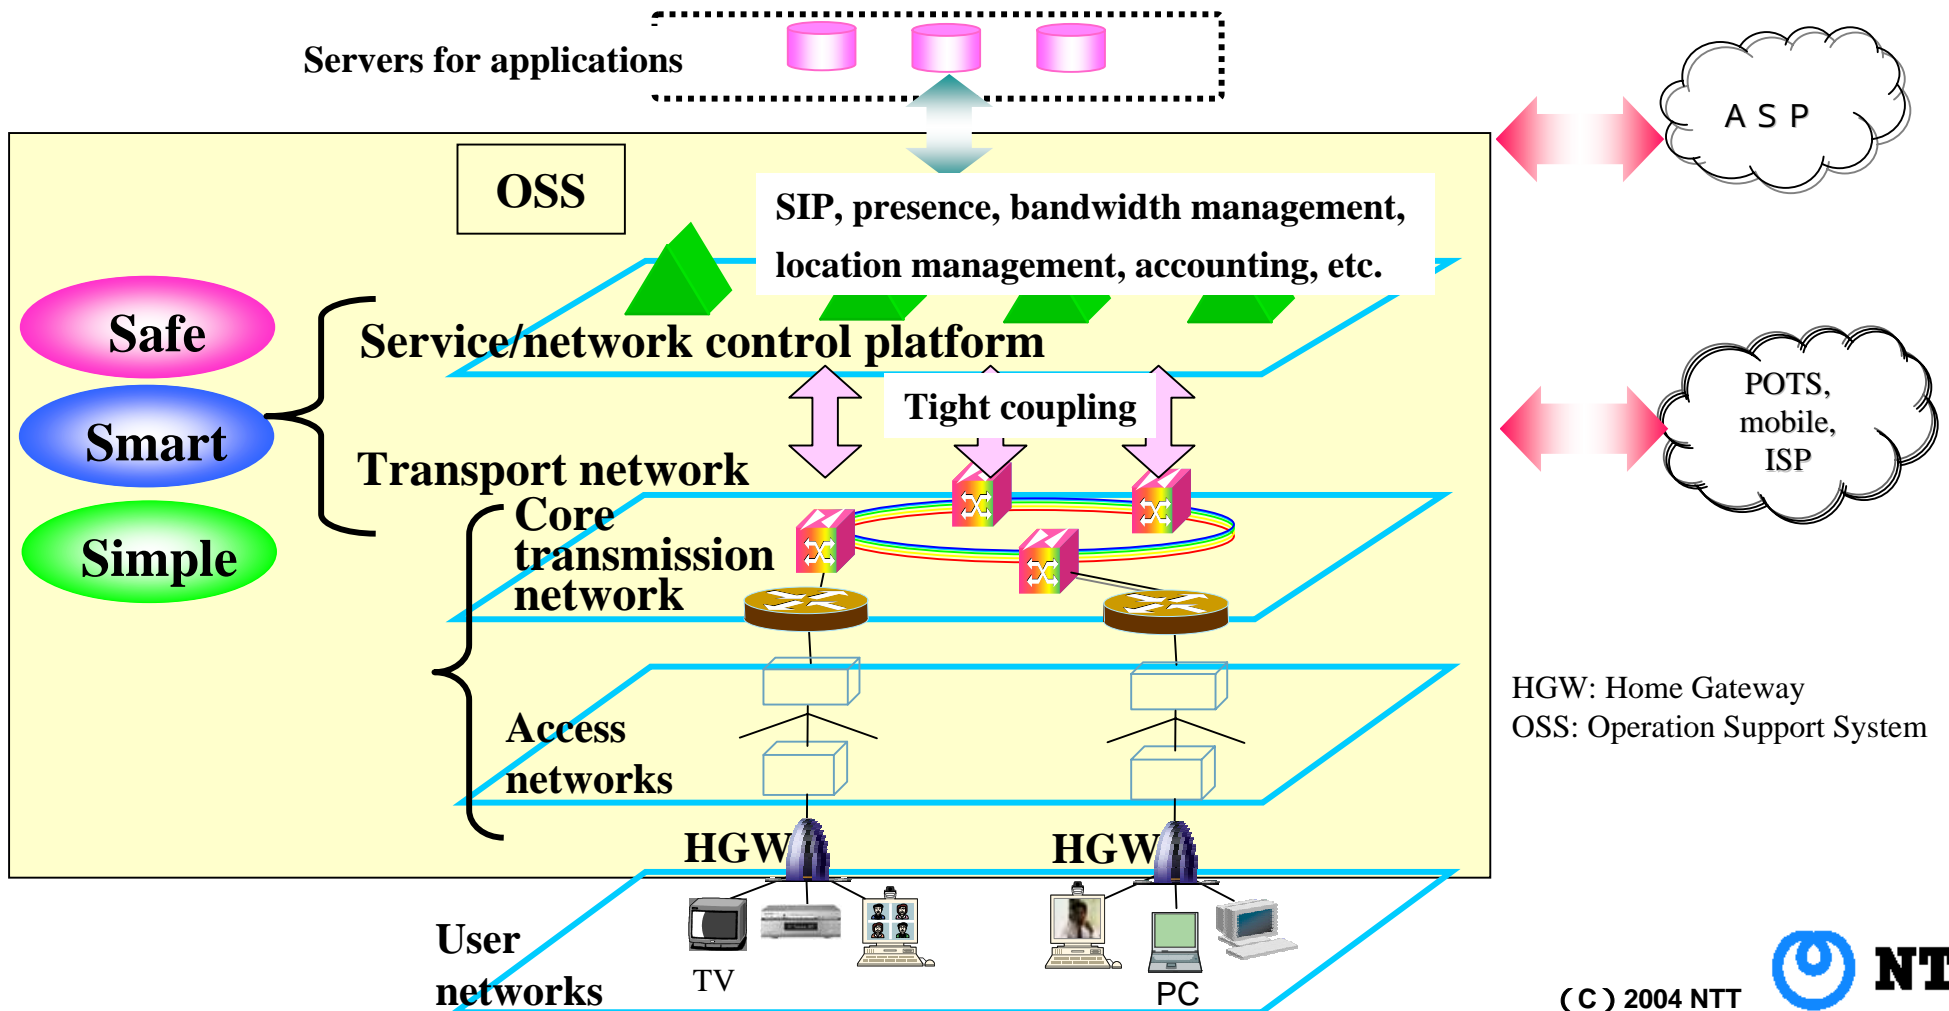 Servers for applications
A S P
OSS
SIP, presence, bandwidth management,
location management, accounting, etc.
Safe
Service/network control platform
Smart
Tight coupling
POTS,
mobile,
ISP
Transport network
Core
transmission
network
Simple
HGW: Home Gateway
OSS: Operation Support System
Access
networks
HGW
HGW
User
networks
TV
PC
（C）2004 NTT
NT